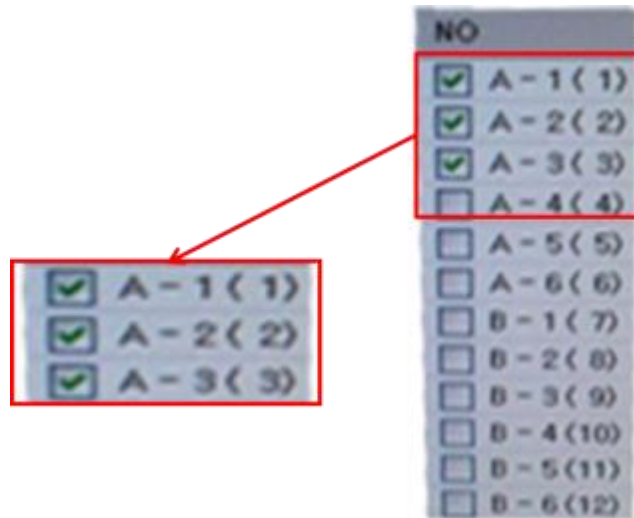 NO
A-1( 1)
A-2( 2)
A-3( 3)
A-4( 4)
A-5( 5)
A-6( 6)
B-1( 7)
B-2( 8)
B-3( 9)
B-4(10)
B-5(11)
B-6(12)
A-1( 1)
A-2( 2)
A-3( 3)